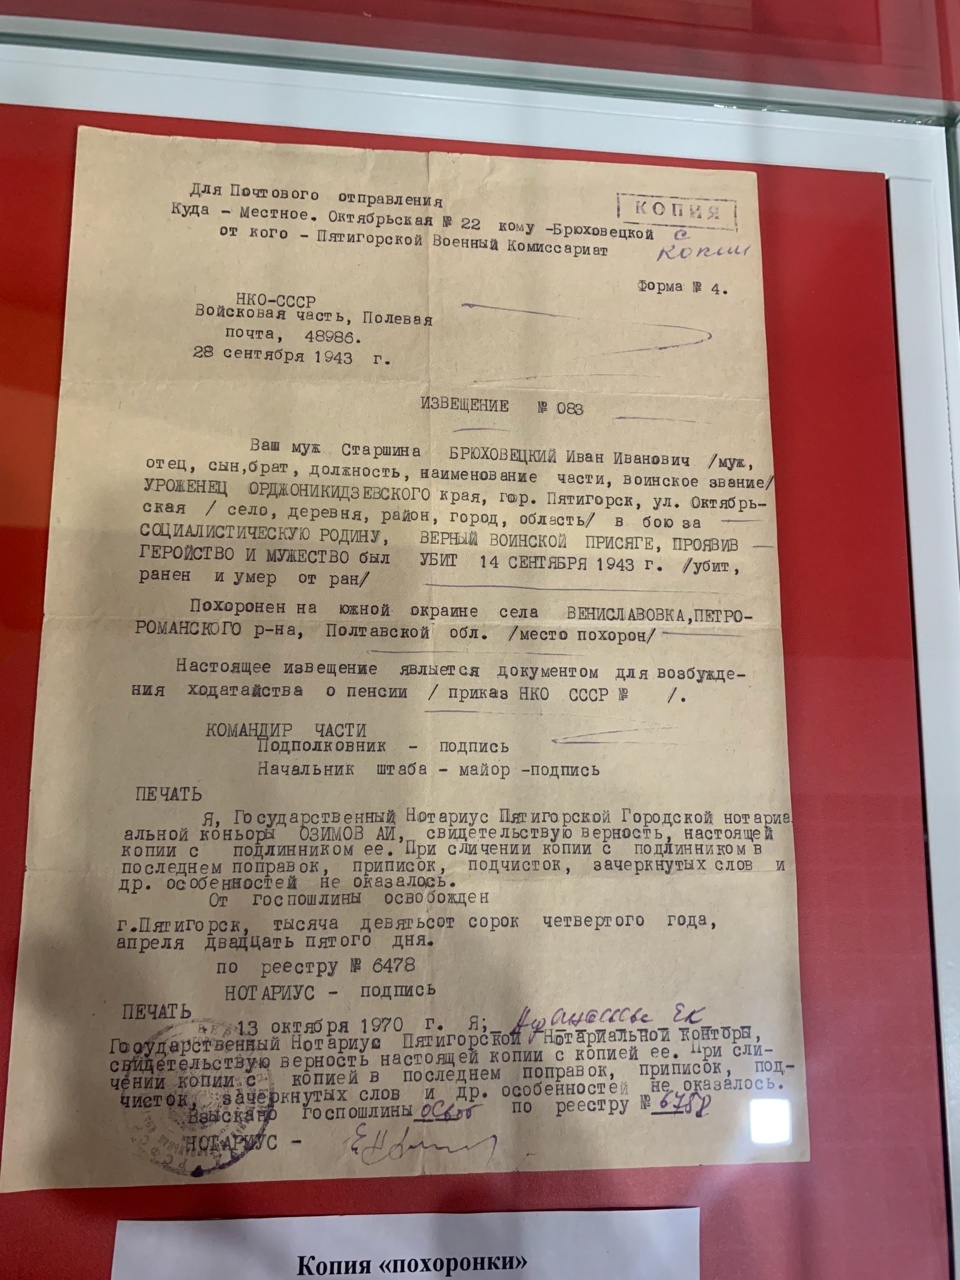 Для Почтового отправления
Куда – Местное. Октябрьская № 22 кому -Брюховецкой
от кого – Пятигорской Военный Комиссариат
КОПИЯ
с
копии
Форма № 4.
НКО-СССР
Войсковая часть, Полевая
почта, 48986.
28 сентября 1943 г.
ИЗВЕЩЕНИЕ № 083
Ваш муж Старшина БРЮХОВЕЦКИЙ Иван Иванович /муж,
отец, сын,брат, должность, наименование части, воинское звание/
УРОЖЕНЕЦ ОРДЖОНИКИДЗЕВСКОГО края, гор. Пятигорск, ул. Октябрь-
ская / село, деревня, район, город, область/ в бою за
СОЦИАЛИСТИЧЕСКУЮ РОДИНУ, ВЕРНЫЙ ВОИНСКОЙ ПРИСЯГЕ, ПРОЯВИВ
ГЕРОЙСТВО И МУЖЕСТВО был УБИТ 14 СЕНТЯБРЯ 1943 г. /убит,
ранен и умер от ран/
Похоронен на южной окраине села ВЕНИСЛАВОВКА,ПЕТРО-
РОМАНСКОГО р-на, Полтавской обл. /место похорон/
Настоящее извещение явлыется документом для возбужде-
ния ходатайства о пенсии / приказ НКО СССР № /.
КОМАНДИР ЧАСТИ
Подполковник – подпись
Начальник штаба – майор -подпись
ПЕЧАТЬ
Я, Государственный Нотариус Пятигорской Городской нотариа
альной коньоры ОЗИМОВ АИ, свидетельствую верность, настоящей
копии с подлинником ее. При сличении копии с подлинником в
последнем поправок, приписок, подчисток, зачеркнутых слов и
др. особенностей не оказалось.
От госпошлины освобожден
г.Пятигорск, тысяча девятьсот сорок четвертого года,
апреля двадцать пятого дня.
по реестру № 6478
НОТАРИУС – подпись
ПЕЧАТЬ
13 октября 1970 г. Я;
Государственный Нотариус Пятигорской Нотариальной конторы,
свидетельствую верность настоящей копии с копией ее. При сли-
чении копии с копией в последнем поправок, приписок, под-
чисток, зачеркнутых слов и др. особенностей не оказалось.
Взыскано госпошлины освоб по реестру №
НОТАРИУС –
Копия «похоронки»